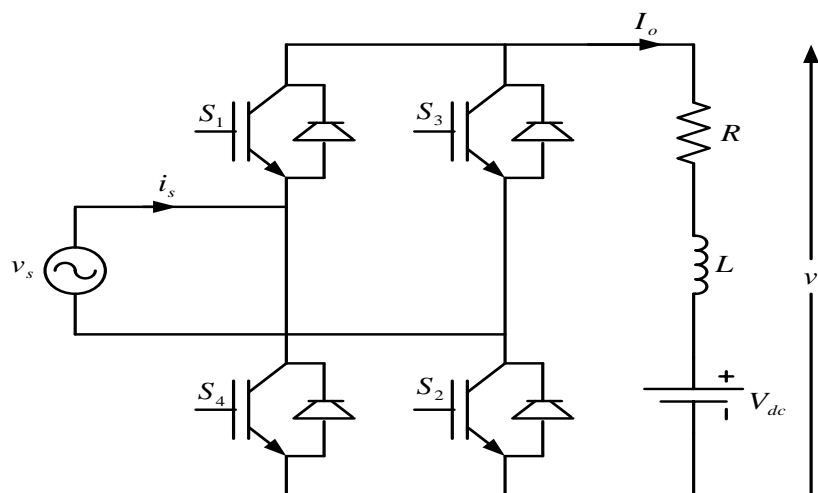 I_o
S_1
S_3
R
i_s
v_s
L
v
S_4
S_2
+
V_dc
-